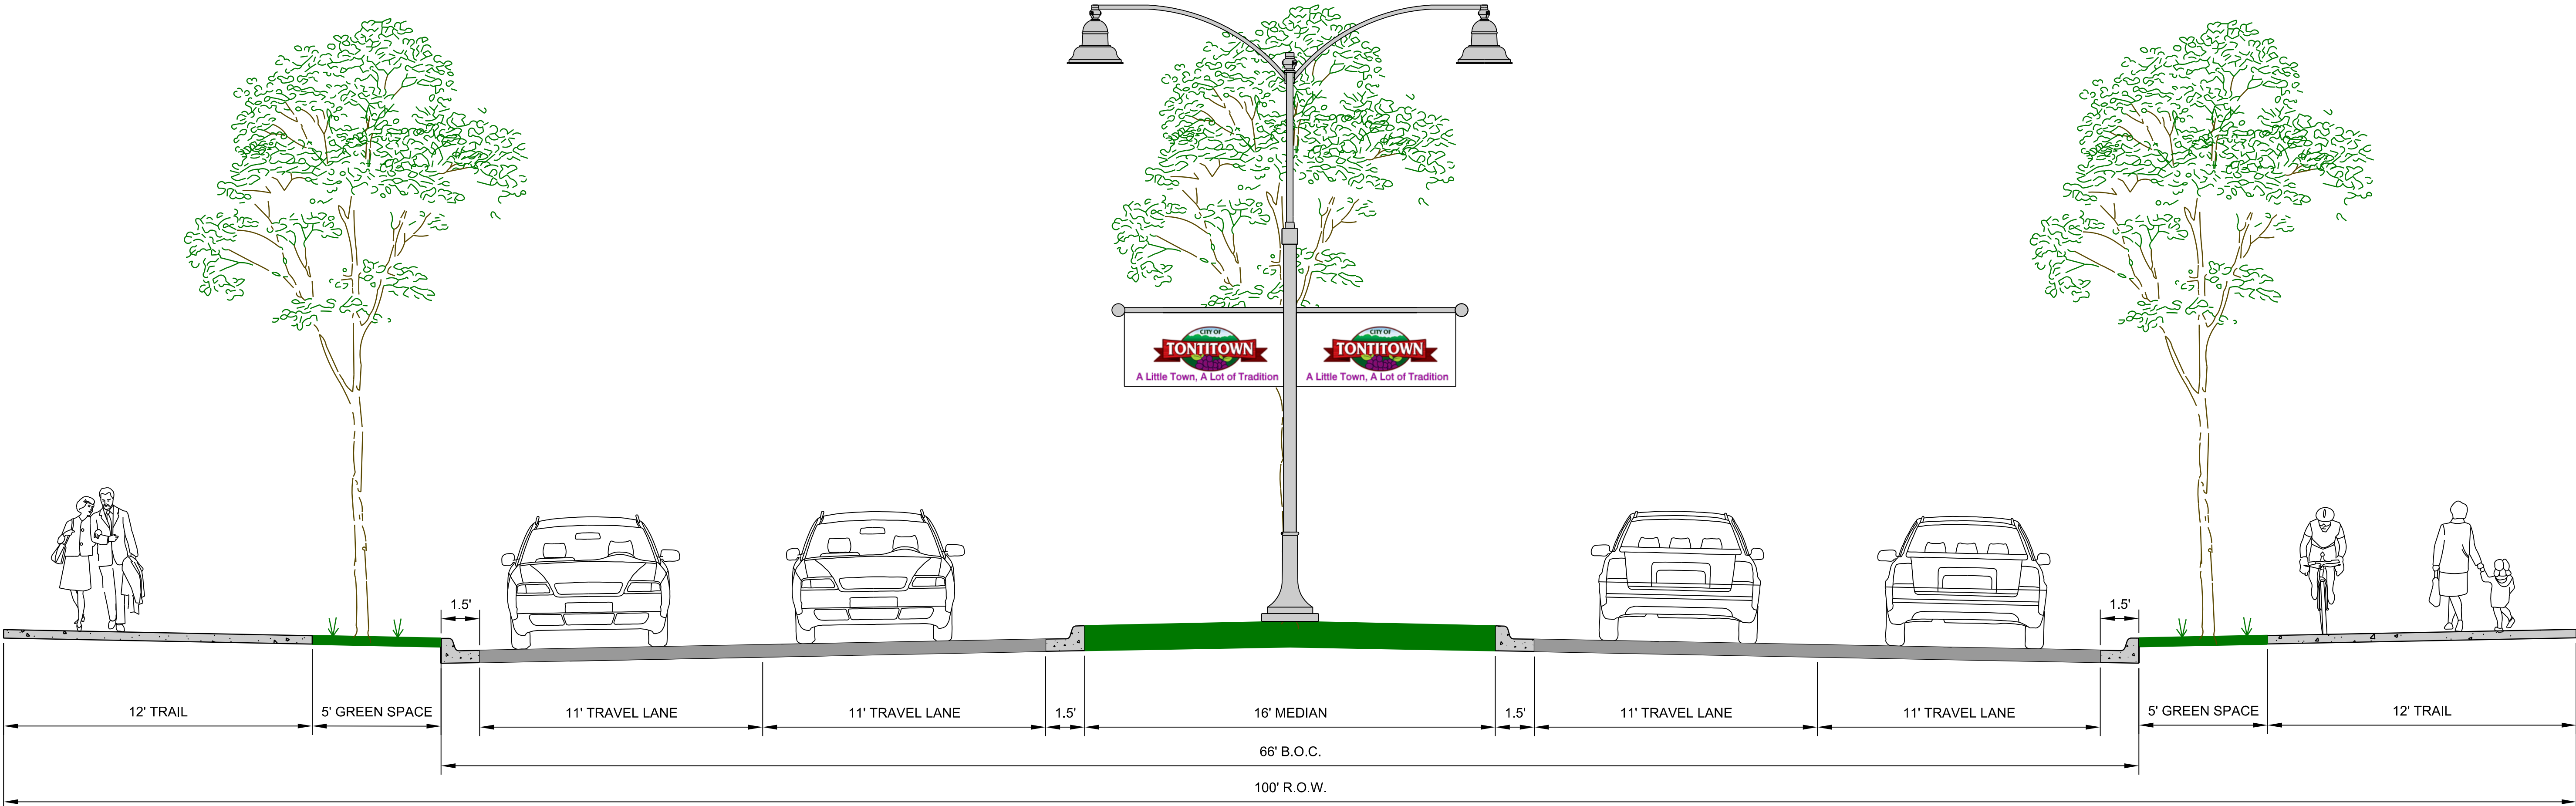 CITY OF
TONTITOWN
A Little Town, A Lot of Tradition
CITY OF
TONTITOWN
A Little Town, A Lot of Tradition
1.5'
1.5'
12' TRAIL
5' GREEN SPACE
11' TRAVEL LANE
11' TRAVEL LANE
1.5'
16' MEDIAN
1.5'
11' TRAVEL LANE
11' TRAVEL LANE
5' GREEN SPACE
12' TRAIL
66' B.O.C.
100' R.O.W.